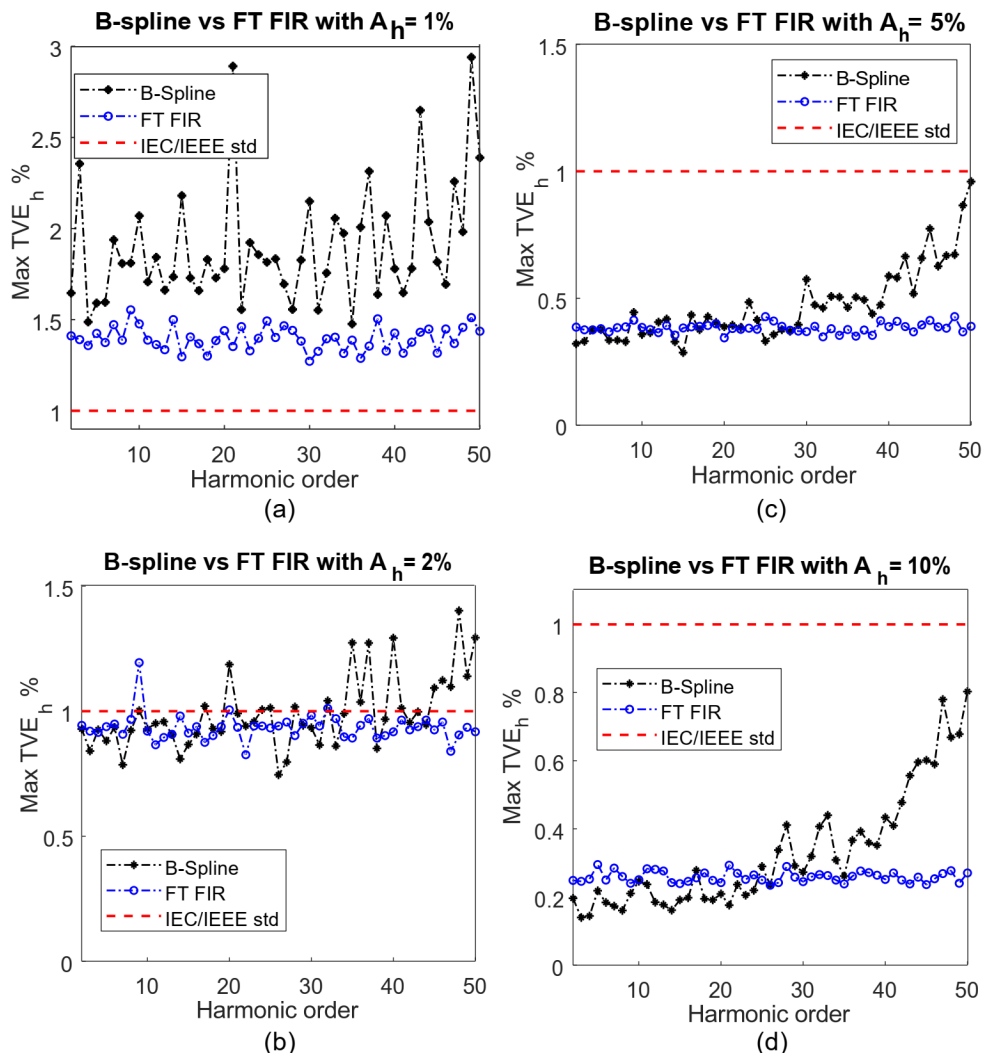 B-spline vs FT FIR with A_h = 1%
3
2.5
2
1.5
1
Max TVE_h %
B-Spline
FT FIR
IEC/IEEE std
10 20 30 40 50
Harmonic order
(a)
B-spline vs FT FIR with A_h = 5%
1.5
1
0.5
0
Max TVE_h %
B-Spline
FT FIR
IEC/IEEE std
10 20 30 40 50
Harmonic order
(c)
B-spline vs FT FIR with A_h = 2%
1.5
1
0.5
0
Max TVE_h %
B-Spline
FT FIR
IEC/IEEE std
10 20 30 40 50
Harmonic order
(b)
B-spline vs FT FIR with A_h = 10%
1
0.8
0.6
0.4
0.2
0
Max TVE_h %
B-Spline
FT FIR
IEC/IEEE std
10 20 30 40 50
Harmonic order
(d)